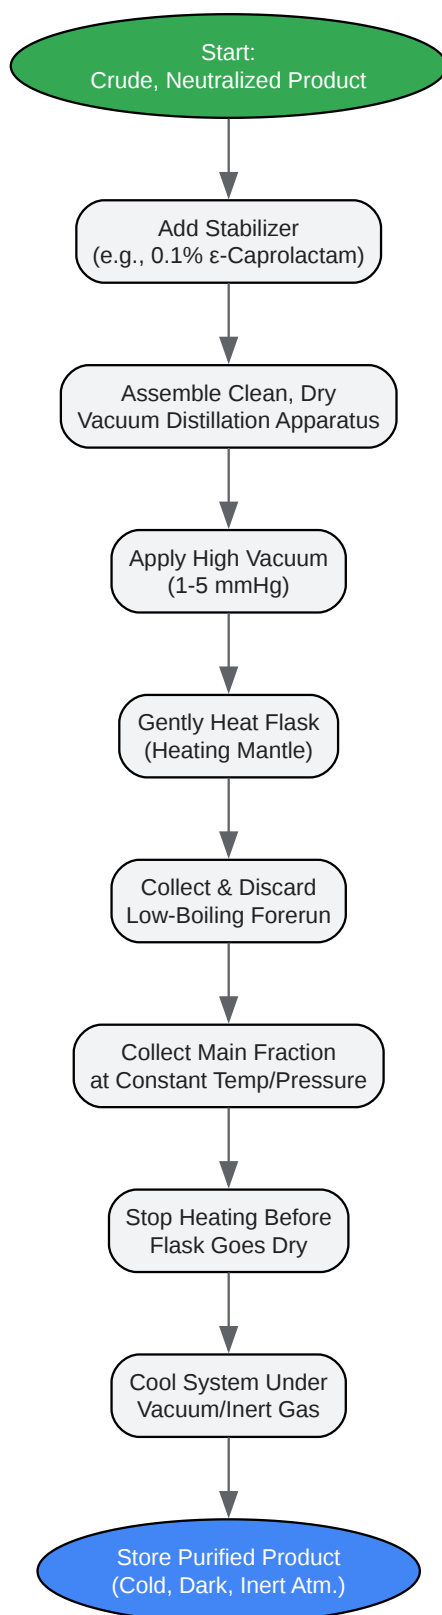 Start:
Crude, Neutralized Product
Add Stabilizer
(e.g., 0.1% ε-Caprolactam)
Assemble Clean, Dry
Vacuum Distillation Apparatus
Apply High Vacuum
(1-5 mmHg)
Gently Heat Flask
(Heating Mantle)
Collect & Discard
Low-Boiling Forerun
Collect Main Fraction
at Constant Temp/Pressure
Stop Heating Before
Flask Goes Dry
Cool System Under
Vacuum/Inert Gas
Store Purified Product
(Cold, Dark, Inert Atm.)